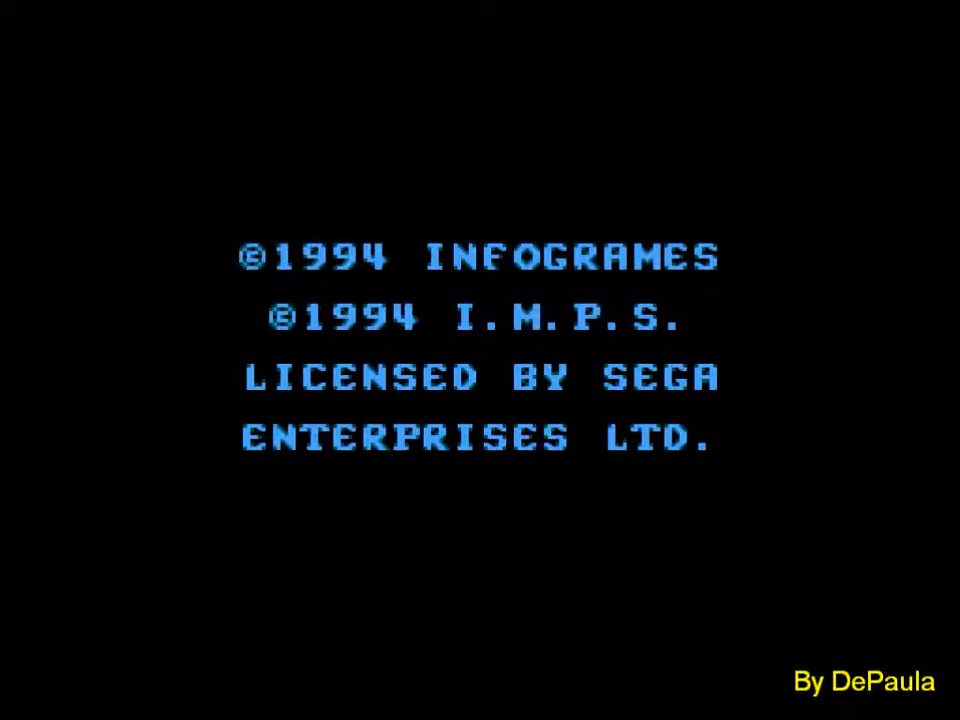 ©1994 INFOGRAMES
©1994 I.M.P.S.
LICENSED BY SEGA
ENTERPRISES LTD.
By DePaula